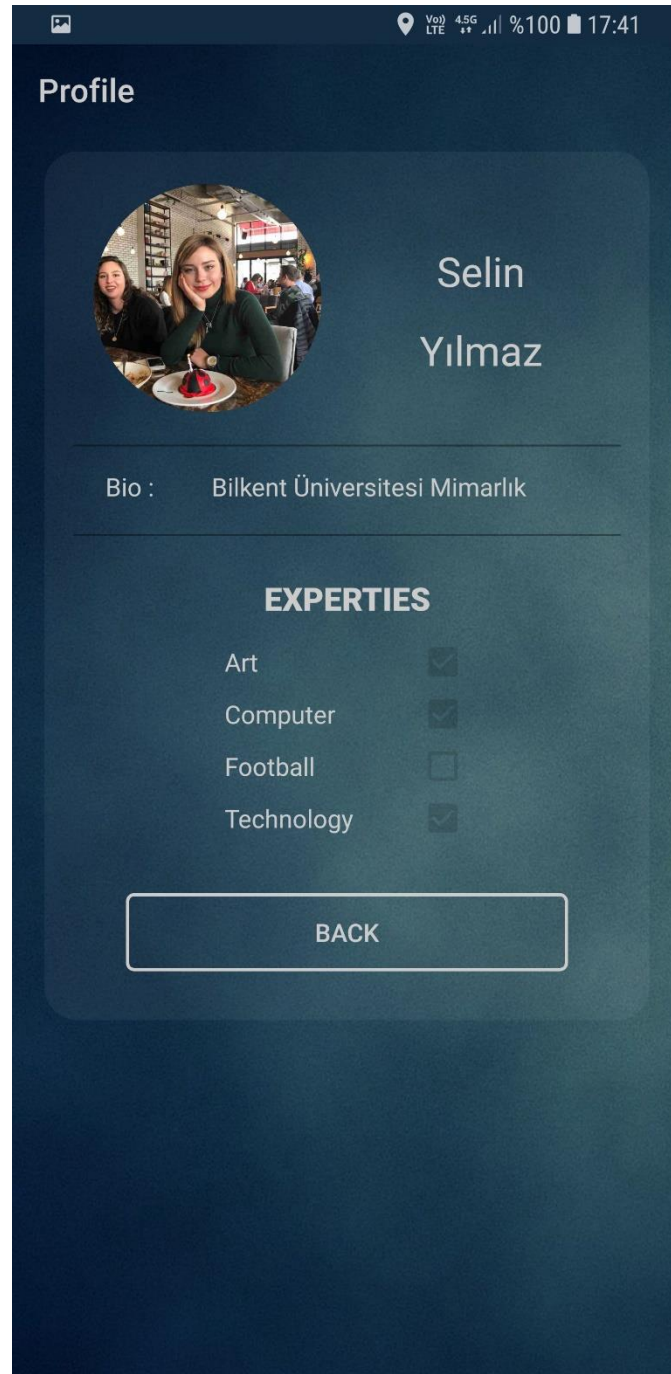 VoI) 4.5G %100 17:41
LTE
Profile
Selin
Yılmaz
Bio : Bilkent Üniversitesi Mimarlık
EXPERTIES
Art
Computer
Football
Technology
BACK